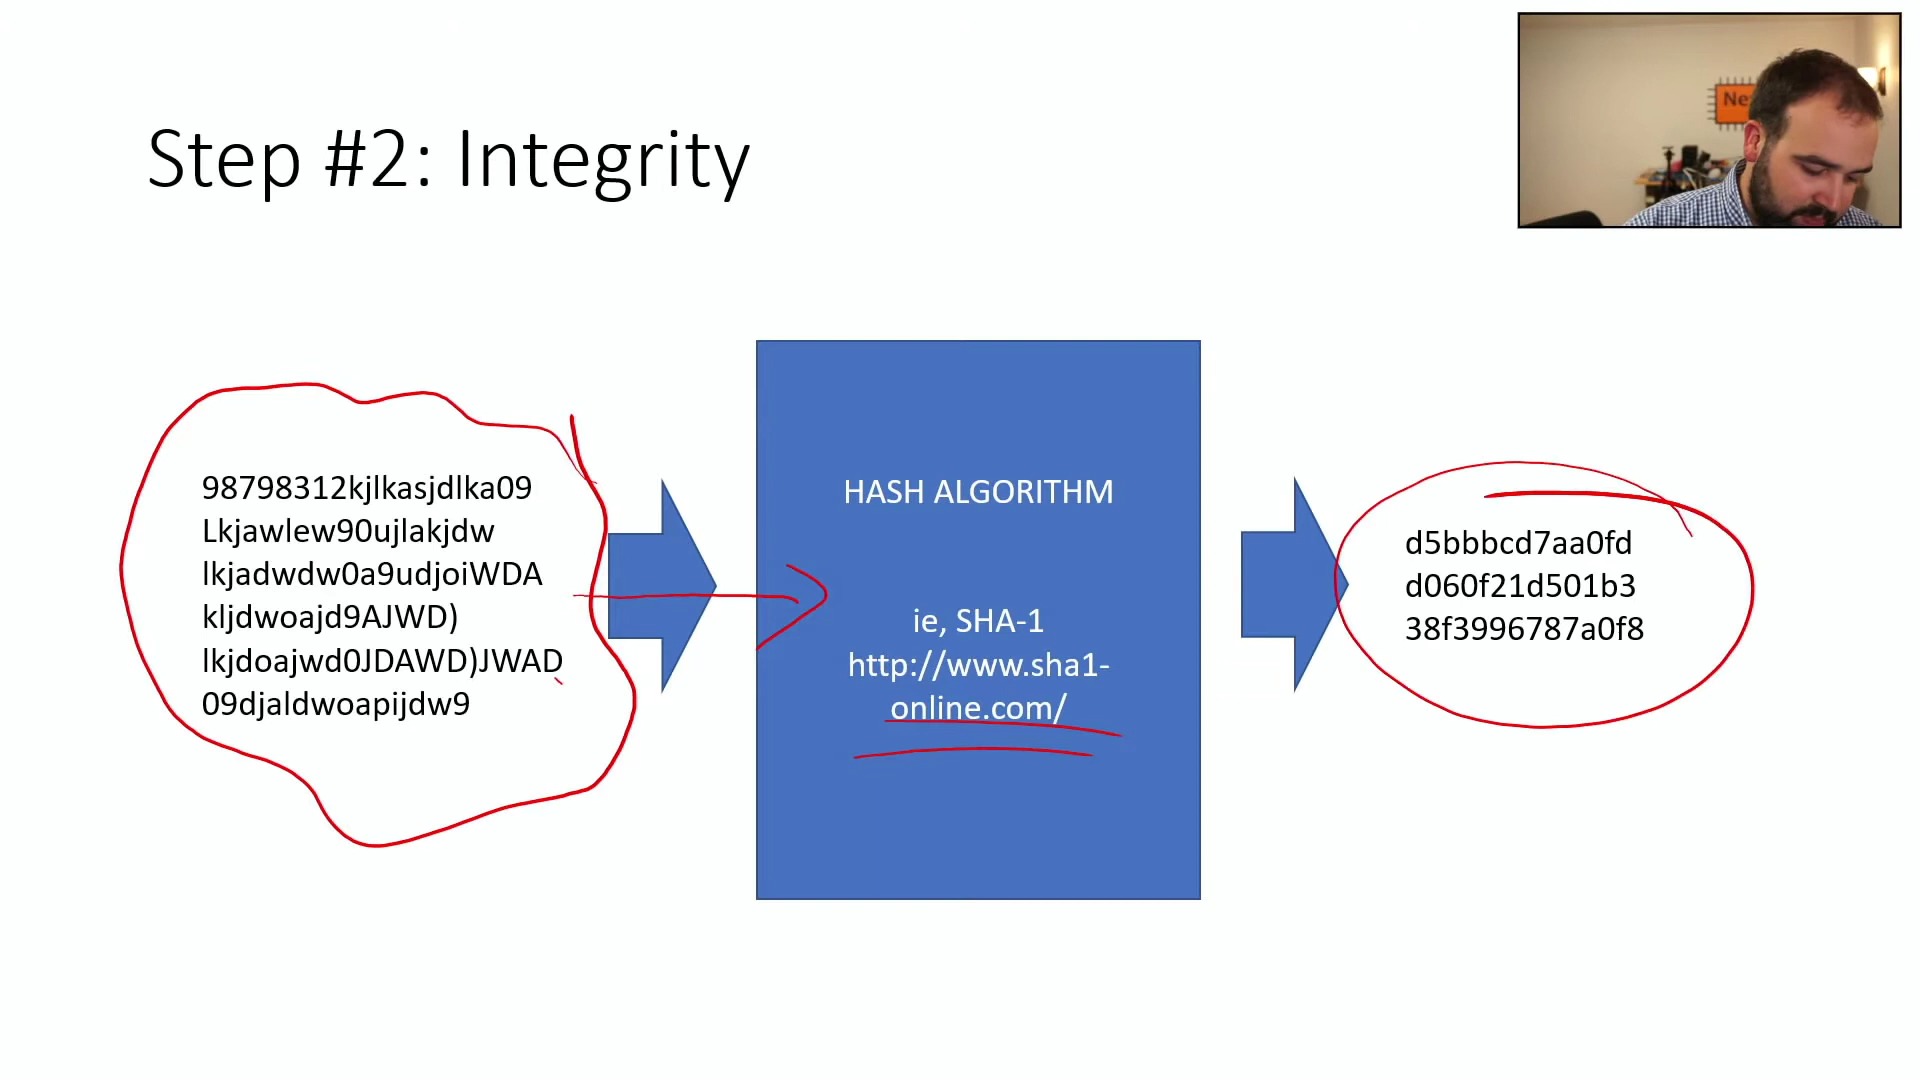 Step #2: Integrity
Ne
98798312kjlkasjdlka09
Lkjawlew90ujlakjdw
lkjadwdw0a9udjoiWDA
kljdwoajd9AJWD)
lkjdoajwd0JDAWD)JWAD
09djaldwoapijdw9
HASH ALGORITHM
ie, SHA-1
http://www.sha1-
online.com/
d5bbbcd7aa0fd
d060f21d501b3
38f3996787a0f8